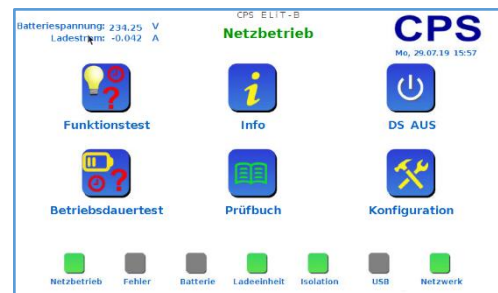 CPS ELIT-B
Batteriespannung: 234.25 V
Ladestrom: -0.042 A
Netzbetrieb
CPS
Mo, 29.07.19 15:57
Funktionstest
Info
DS AUS
Betriebsdauertest
Prüfbuch
Konfiguration
Netzbetrieb
Fehler
Batterie
Ladeeinheit
Isolation
USB
Netzwerk